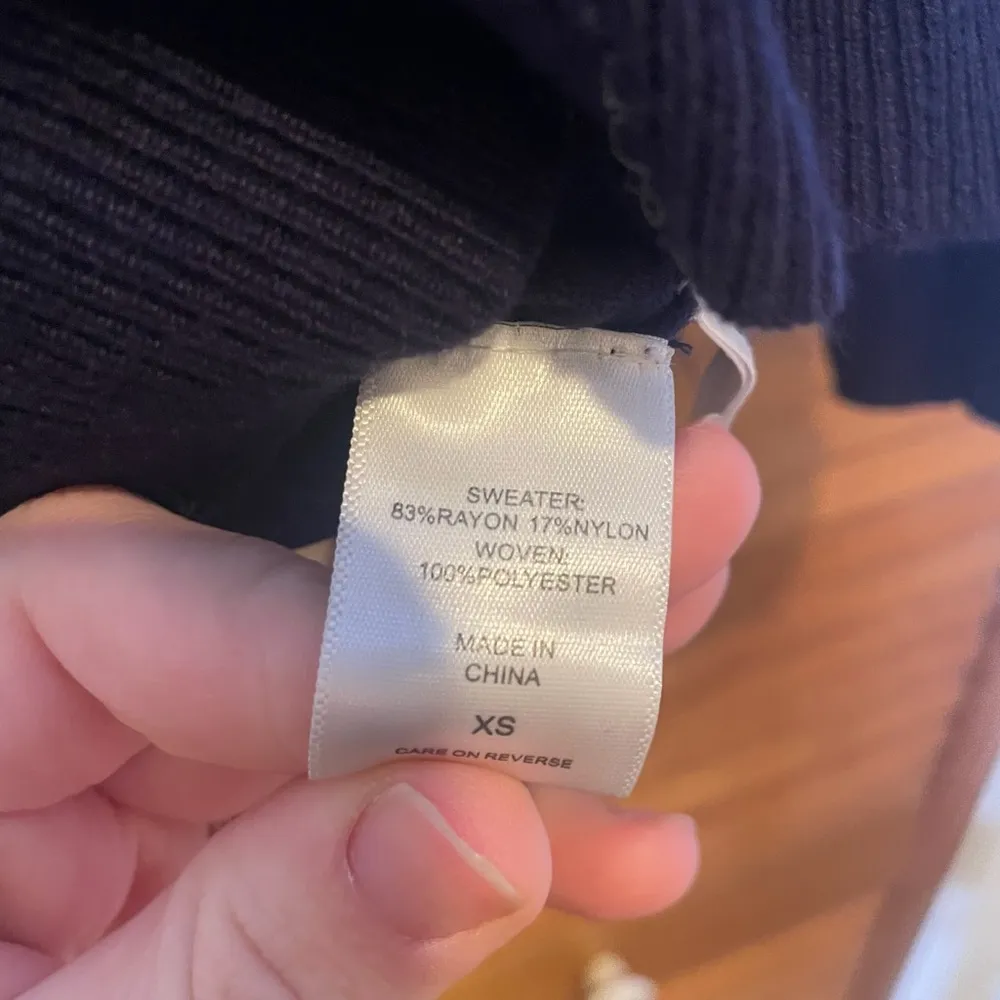 SWEATER:
83%RAYON 17%NYLON
WOVEN:
100%POLYESTER
MADE IN
CHINA
XS
CARE ON REVERSE